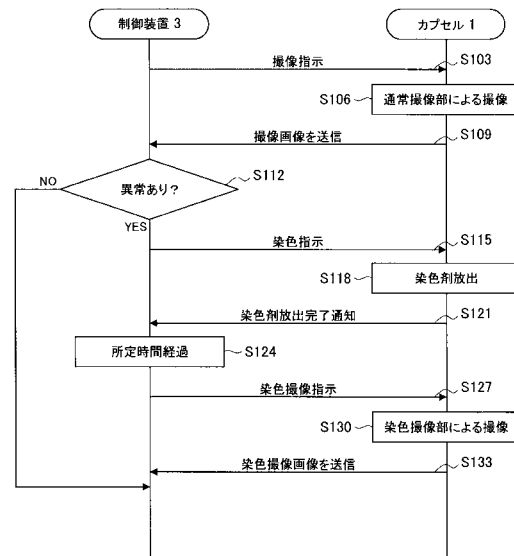 制御装置 3
カプセル 1
撮像指示
S103
S106
通常撮像部による撮像
撮像画像を送信
S109
NO
異常あり?
S112
YES
染色指示
S115
S118
染色剤放出
染色剤放出完了通知
S121
所定時間経過
S124
染色撮像指示
S127
S130
染色撮像部による撮像
染色撮像画像を送信
S133